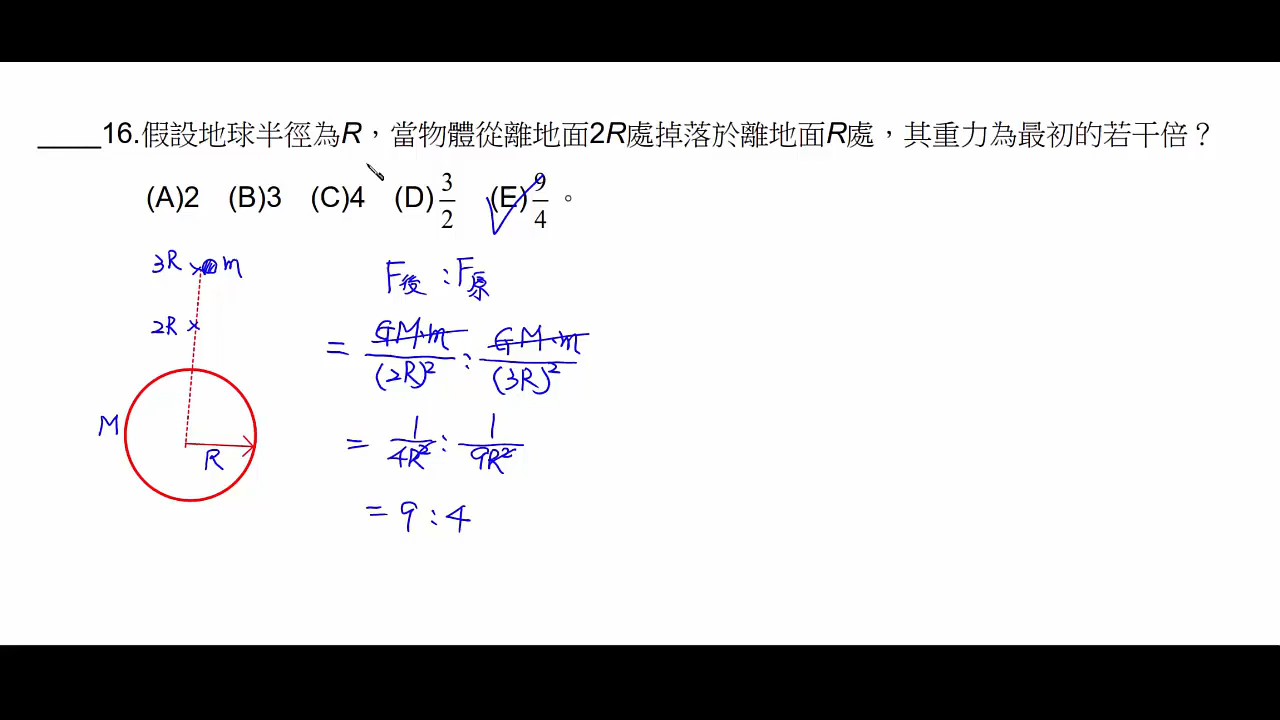 ____16.假設地球半徑為R，當物體從離地面2R處掉落於離地面R處，其重力為最初的若干倍？
(A)2 (B)3 (C)4 (D)3/2 (E)9/4。
3R m
2R
M
R
F後 : F原
= GM·m/(2R)² : GM·m/(3R)²
= 1/4R² : 1/9R²
= 9 : 4